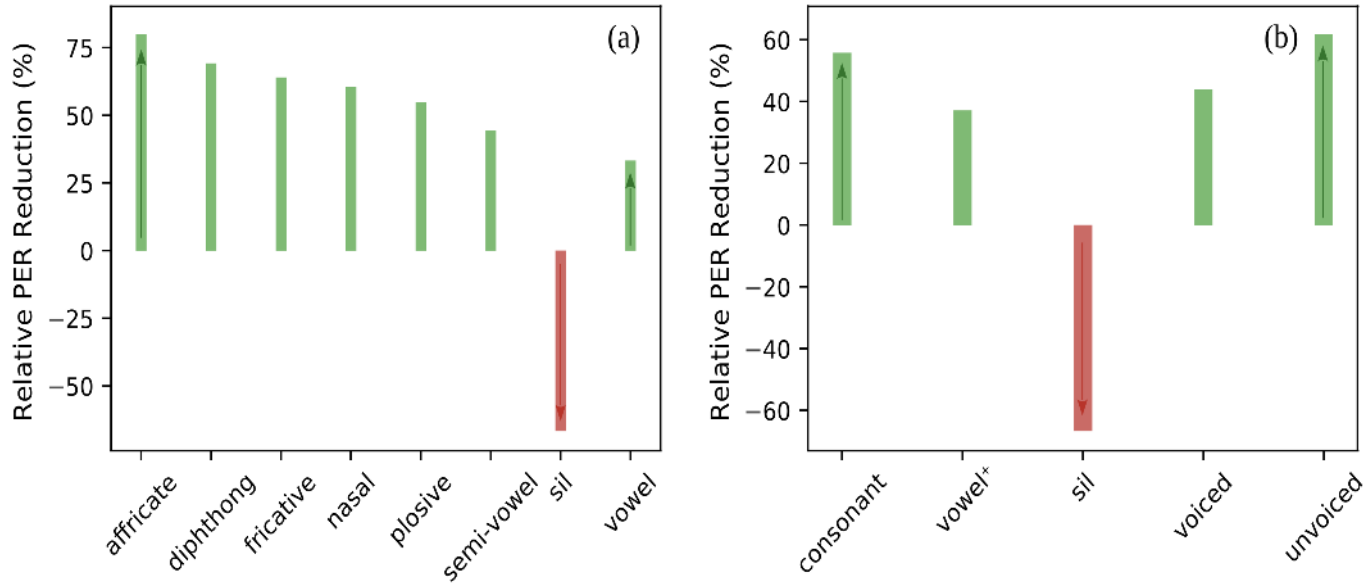 Relative PER Reduction (%)
75
50
25
0
−25
−50
(a)
affricate
diphthong
fricative
nasal
plosive
semi-vowel
sil
vowel
Relative PER Reduction (%)
60
40
20
0
−20
−40
−60
(b)
consonant
vowel⁺
sil
voiced
unvoiced